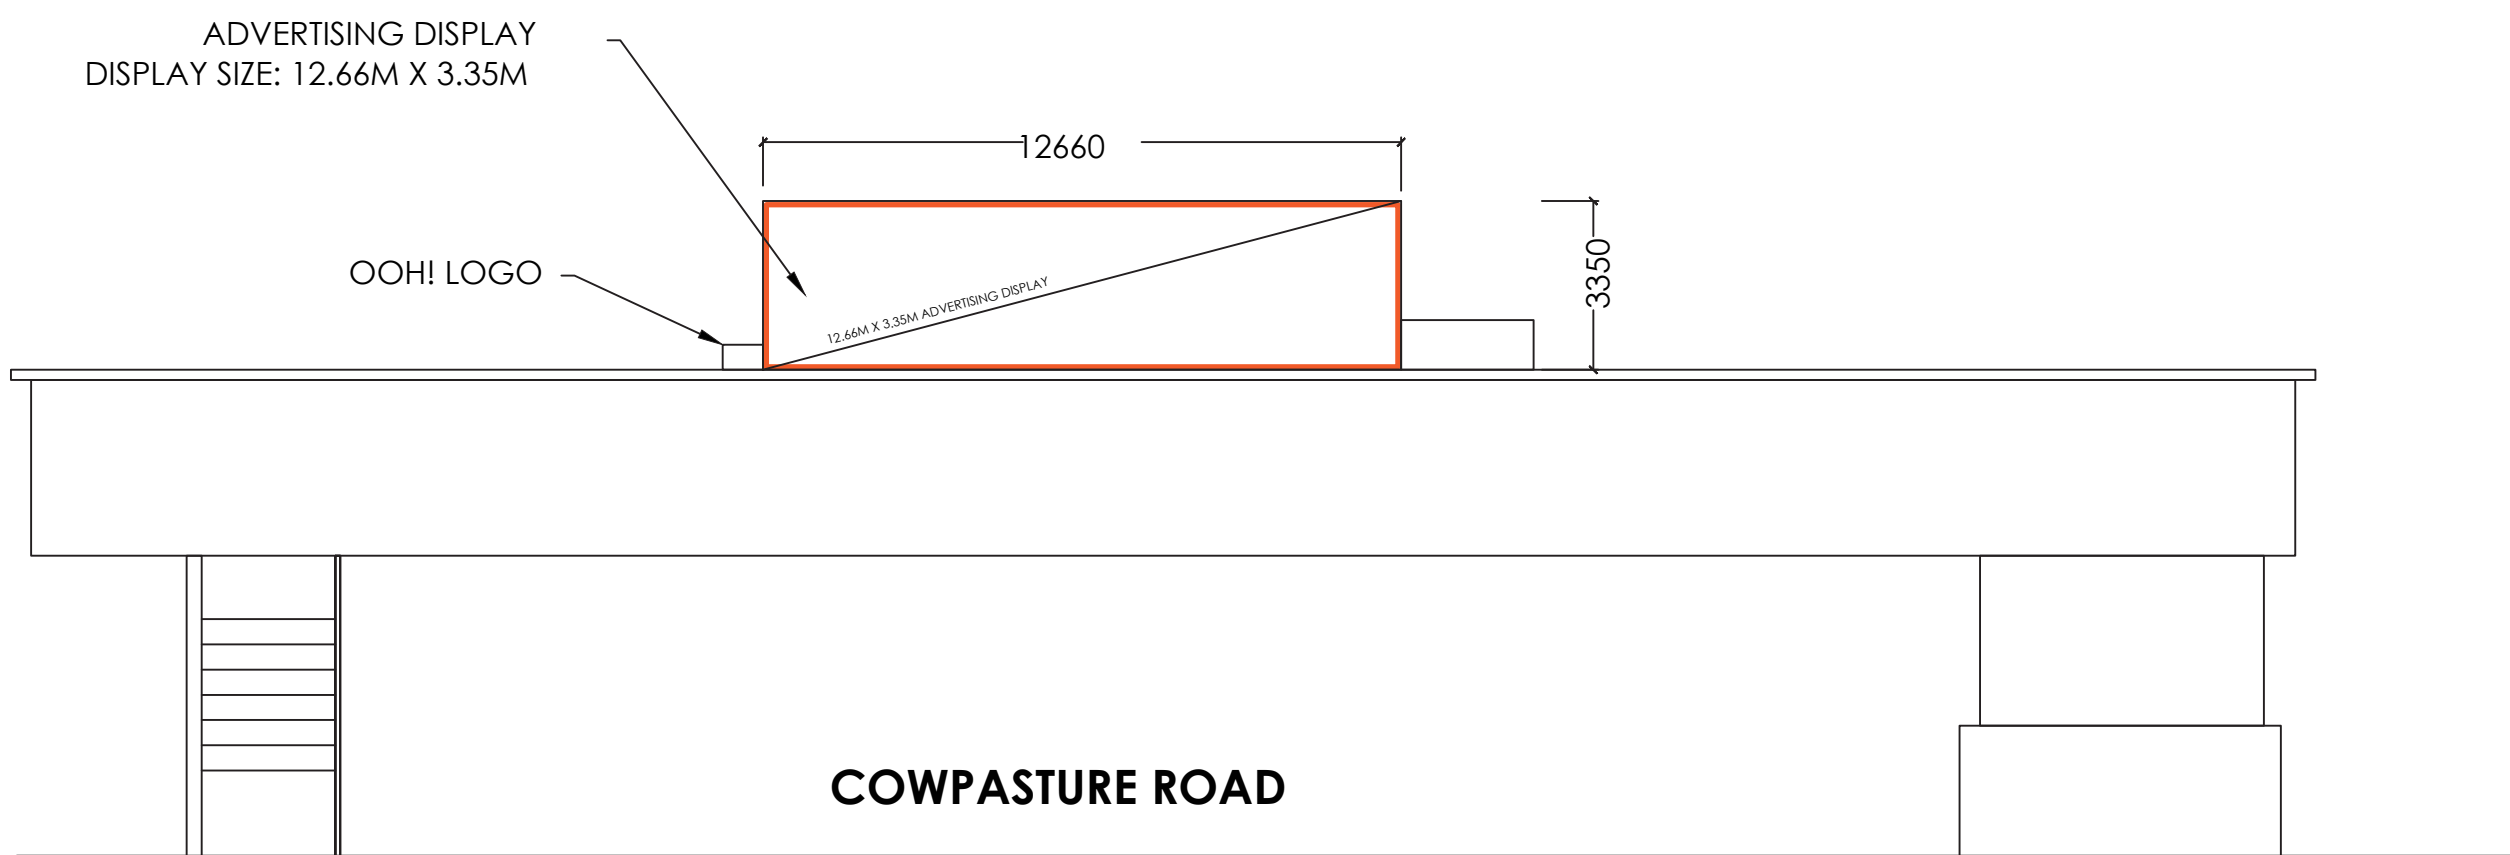 ADVERTISING DISPLAY
DISPLAY SIZE: 12.66M X 3.35M
12660
OOH! LOGO
3350
12.66M X 3.35M ADVERTISING DISPLAY
COWPASTURE ROAD